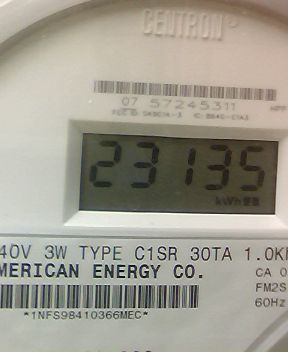 CENTRON
07 57245311
23135
kWh
40V 3W TYPE C1SR 30TA 1.0Kh
MERICAN ENERGY CO.
CA 0
FM2S
60Hz
*1NFS98410366MEC*